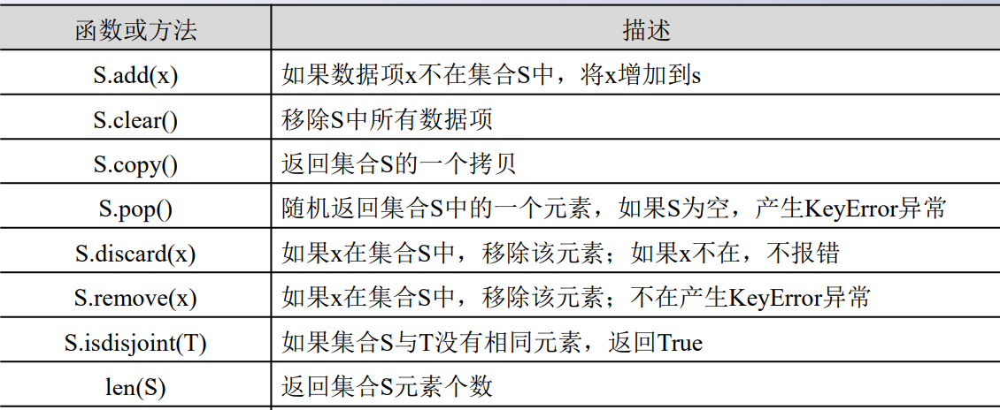 函数或方法 描述
S.add(x) 如果数据项x不在集合S中，将x增加到s
S.clear() 移除S中所有数据项
S.copy() 返回集合S的一个拷贝
S.pop() 随机返回集合S中的一个元素，如果S为空，产生KeyError异常
S.discard(x) 如果x在集合S中，移除该元素；如果x不在，不报错
S.remove(x) 如果x在集合S中，移除该元素；不在产生KeyError异常
S.isdisjoint(T) 如果集合S与T没有相同元素，返回True
len(S) 返回集合S元素个数